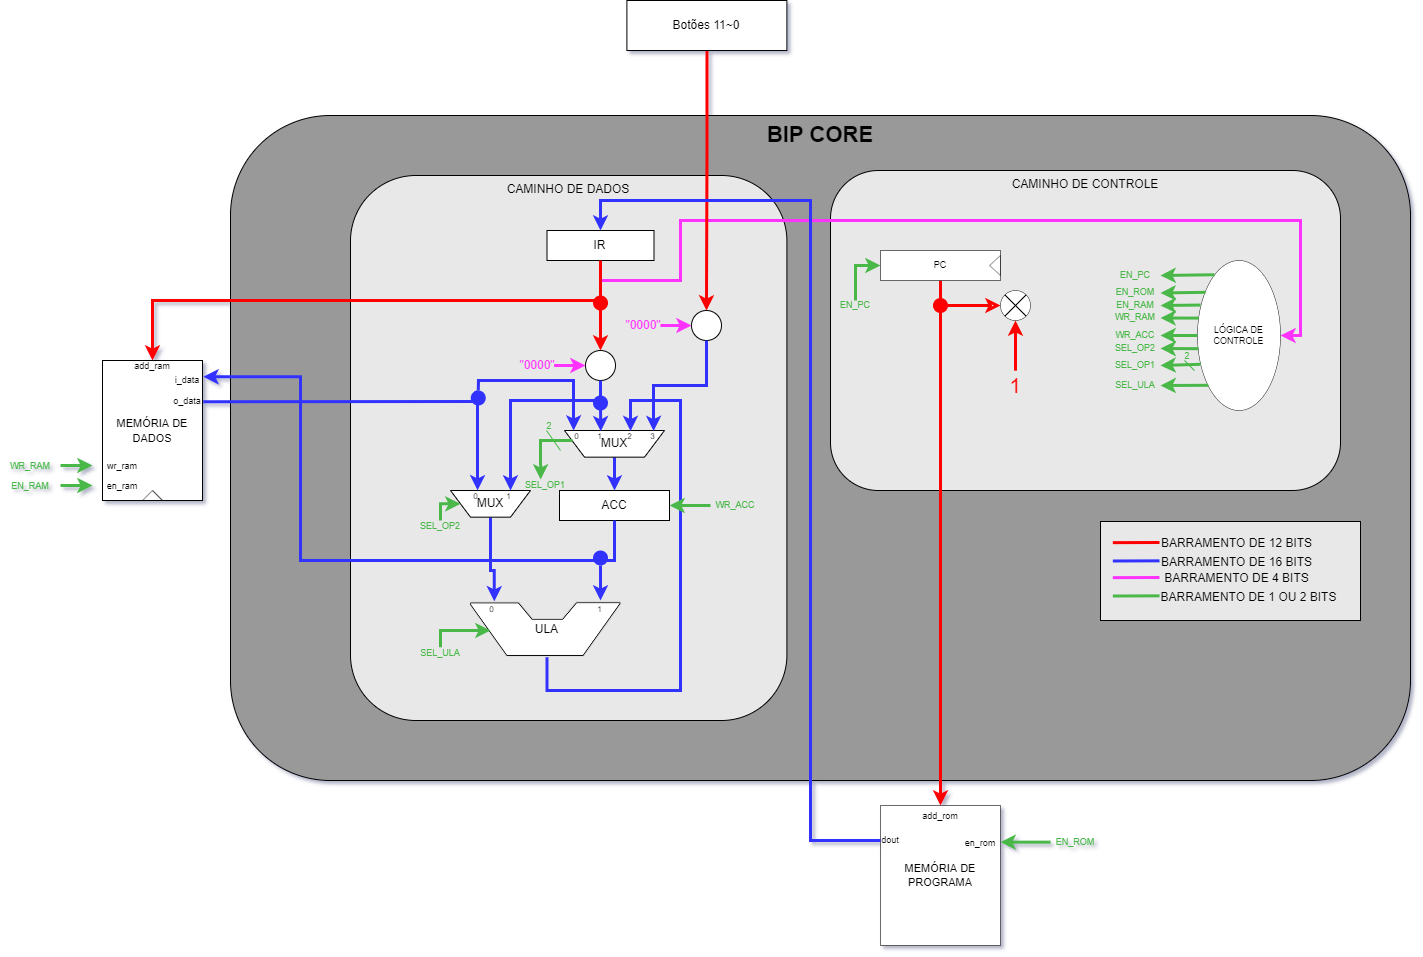 Botões 11~0
BIP CORE
CAMINHO DE DADOS
CAMINHO DE CONTROLE
IR
PC
EN_PC
EN_PC
EN_ROM
EN_RAM
WR_RAM
WR_ACC
SEL_OP2
2
SEL_OP1
SEL_ULA
LÓGICA DE
CONTROLE
1
"0000"
"0000"
add_ram
i_data
o_data
MEMÓRIA DE
DADOS
wr_ram
en_ram
WR_RAM
EN_RAM
0 1 2 3
MUX
2
SEL_OP1
0 1
MUX
SEL_OP2
ACC
WR_ACC
0 1
ULA
SEL_ULA
BARRAMENTO DE 12 BITS
BARRAMENTO DE 16 BITS
BARRAMENTO DE 4 BITS
BARRAMENTO DE 1 OU 2 BITS
add_rom
dout
en_rom
EN_ROM
MEMÓRIA DE
PROGRAMA